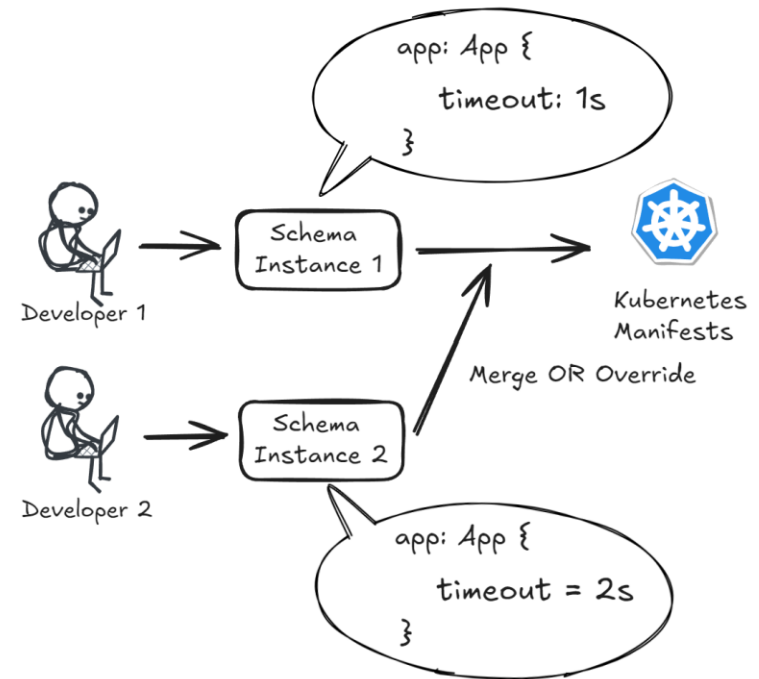 app: App {
timeout: 1s
}
Schema
Instance 1
Developer 1
Kubernetes
Manifests
Merge OR Override
Schema
Instance 2
Developer 2
app: App {
timeout = 2s
}